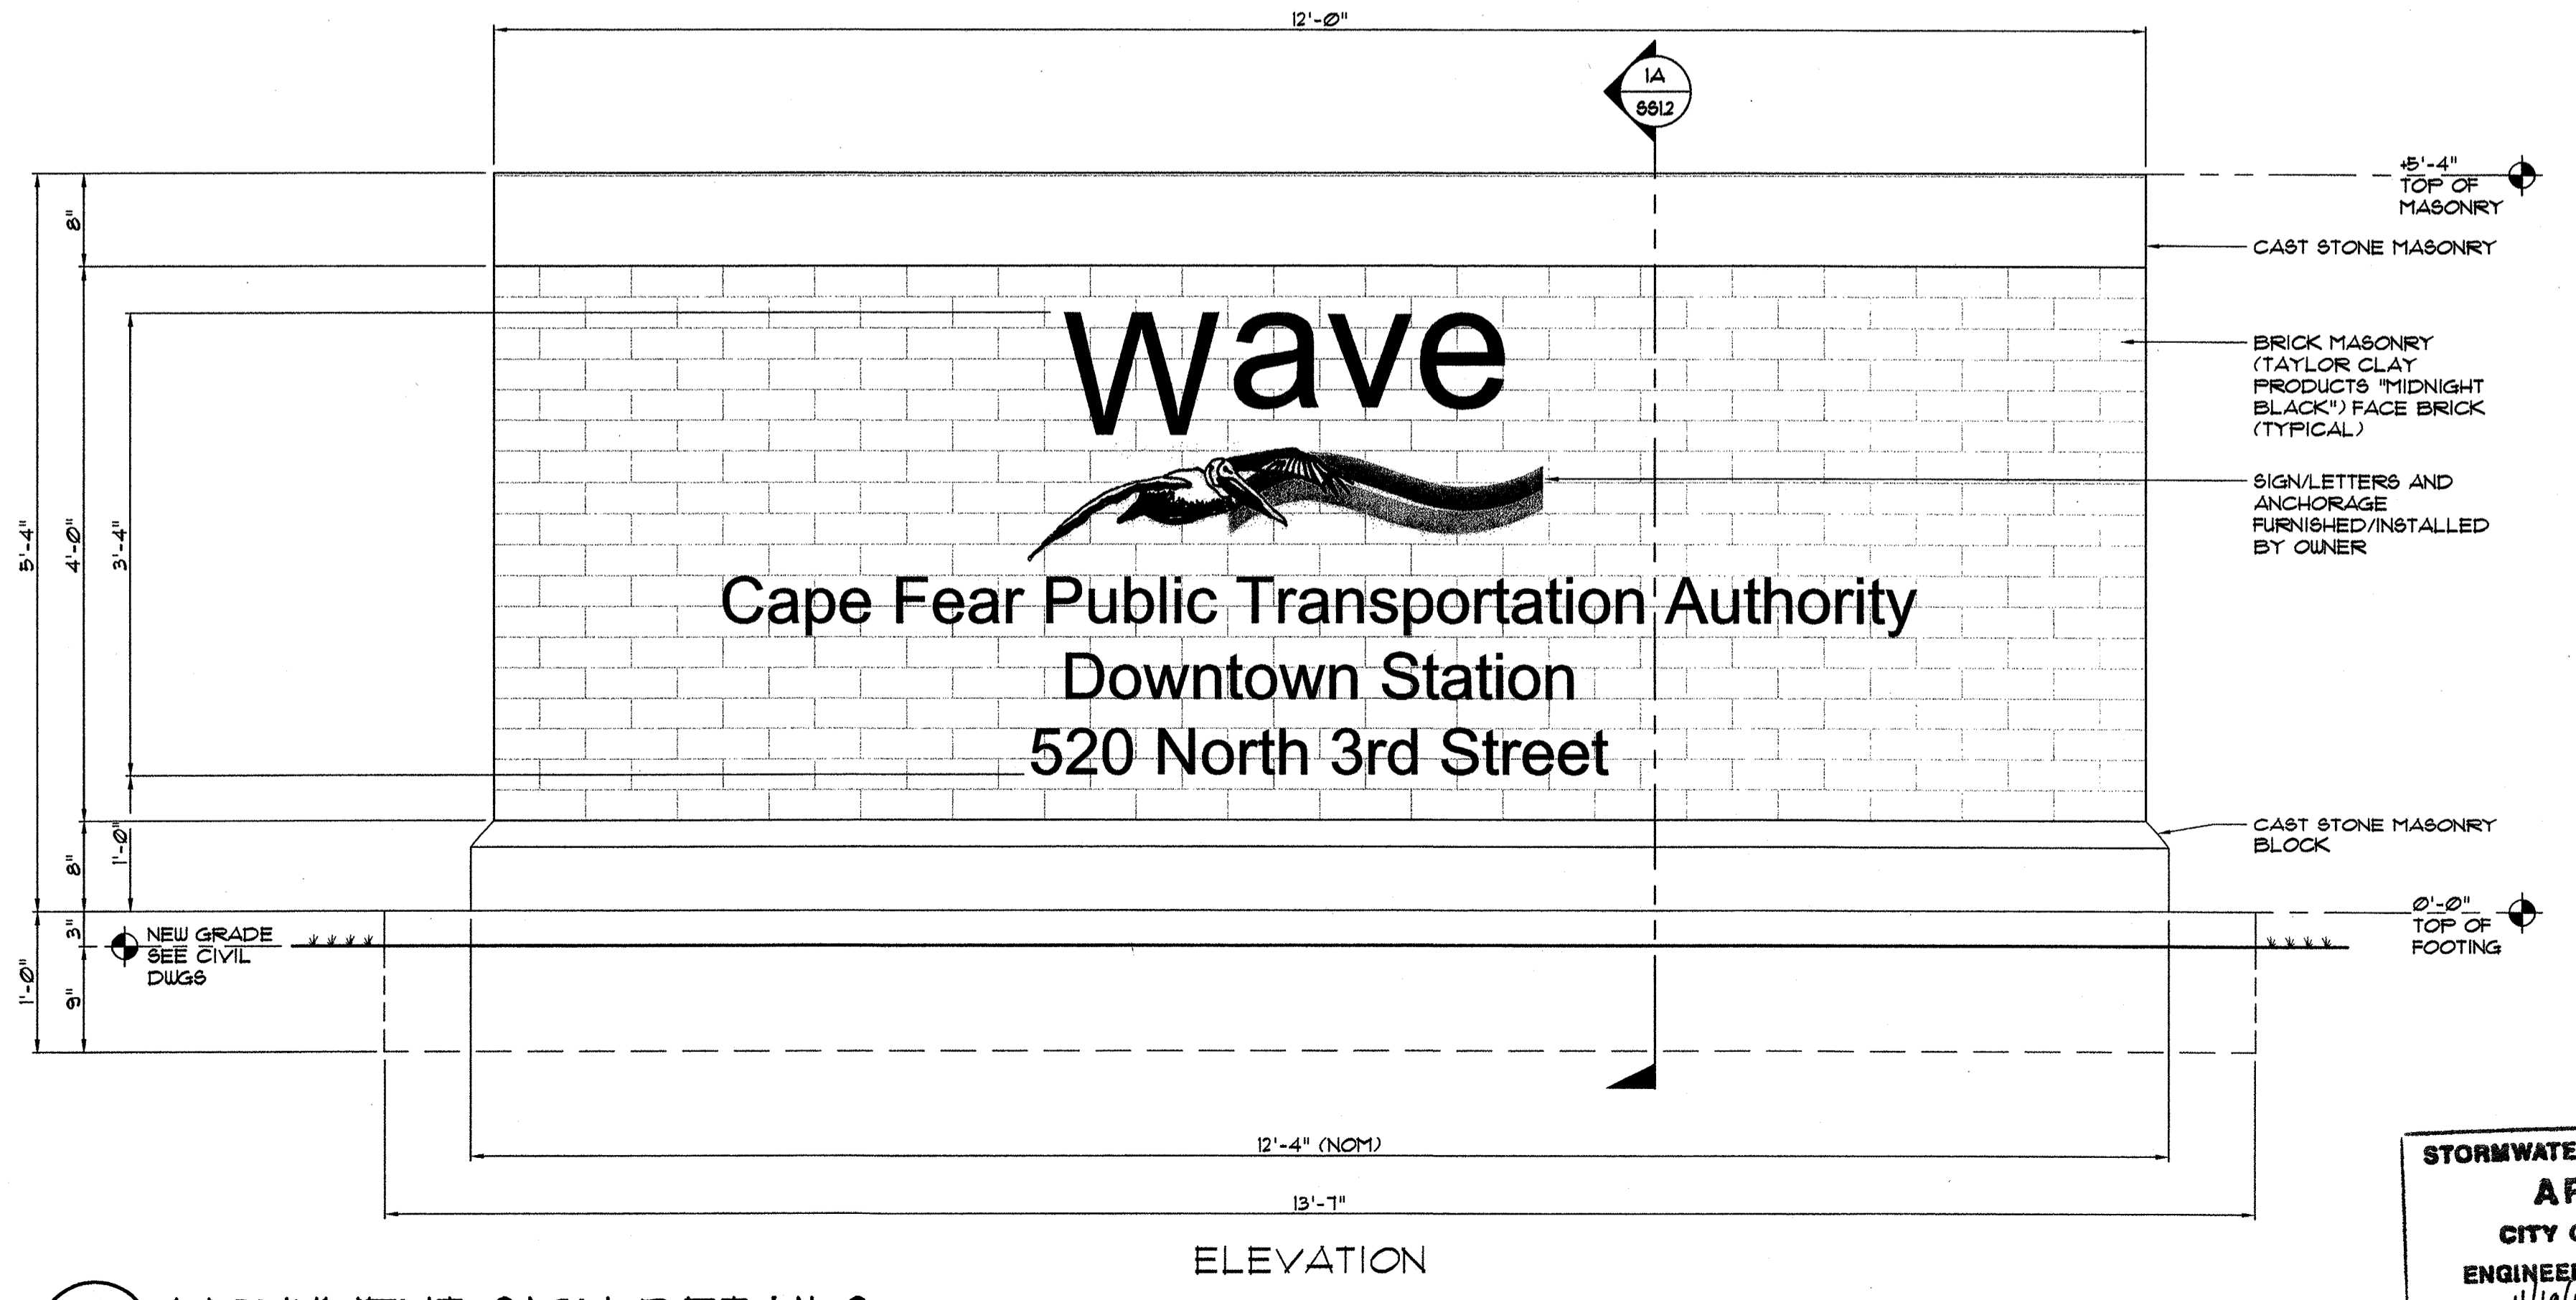 12'-0"
1A
SS1.2
+5'-4"
TOP OF
MASONRY
CAST STONE MASONRY
8"
BRICK MASONRY
(TAYLOR CLAY
PRODUCTS "MIDNIGHT
BLACK") FACE BRICK
(TYPICAL)
Wave
SIGN/LETTERS AND
ANCHORAGE
FURNISHED/INSTALLED
BY OWNER
5'-4"
4'-0"
3'-4"
Cape Fear Public Transportation Authority
Downtown Station
520 North 3rd Street
CAST STONE MASONRY
BLOCK
1'-0"
8"
0'-0"
TOP OF
FOOTING
3"
NEW GRADE
SEE CIVIL
DWGS
1'-0"
9"
12'-4" (NOM)
13'-7"
ELEVATION
CITY